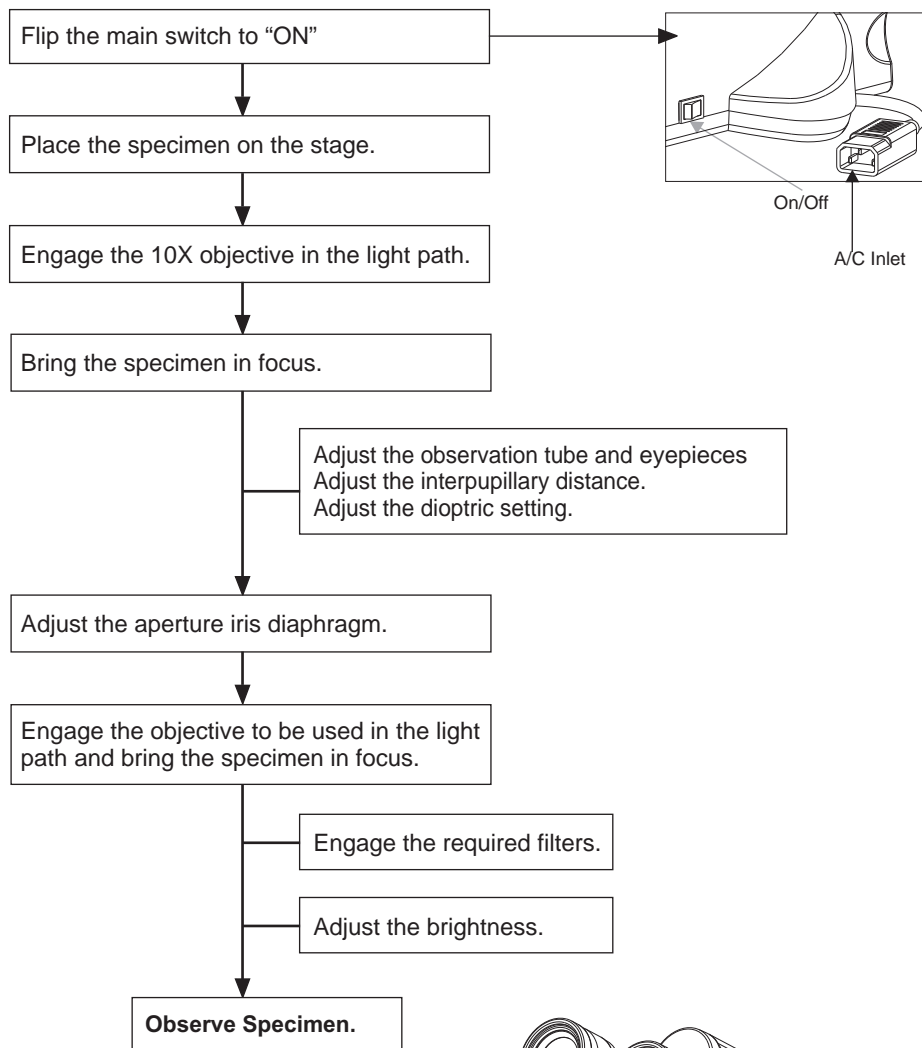 Flip the main switch to “ON”
Place the specimen on the stage.
On/Off
Engage the 10X objective in the light path.
A/C Inlet
Bring the specimen in focus.
Adjust the observation tube and eyepieces
Adjust the interpupillary distance.
Adjust the dioptric setting.
Adjust the aperture iris diaphragm.
Engage the objective to be used in the light
path and bring the specimen in focus.
Engage the required filters.
Adjust the brightness.
Observe Specimen.